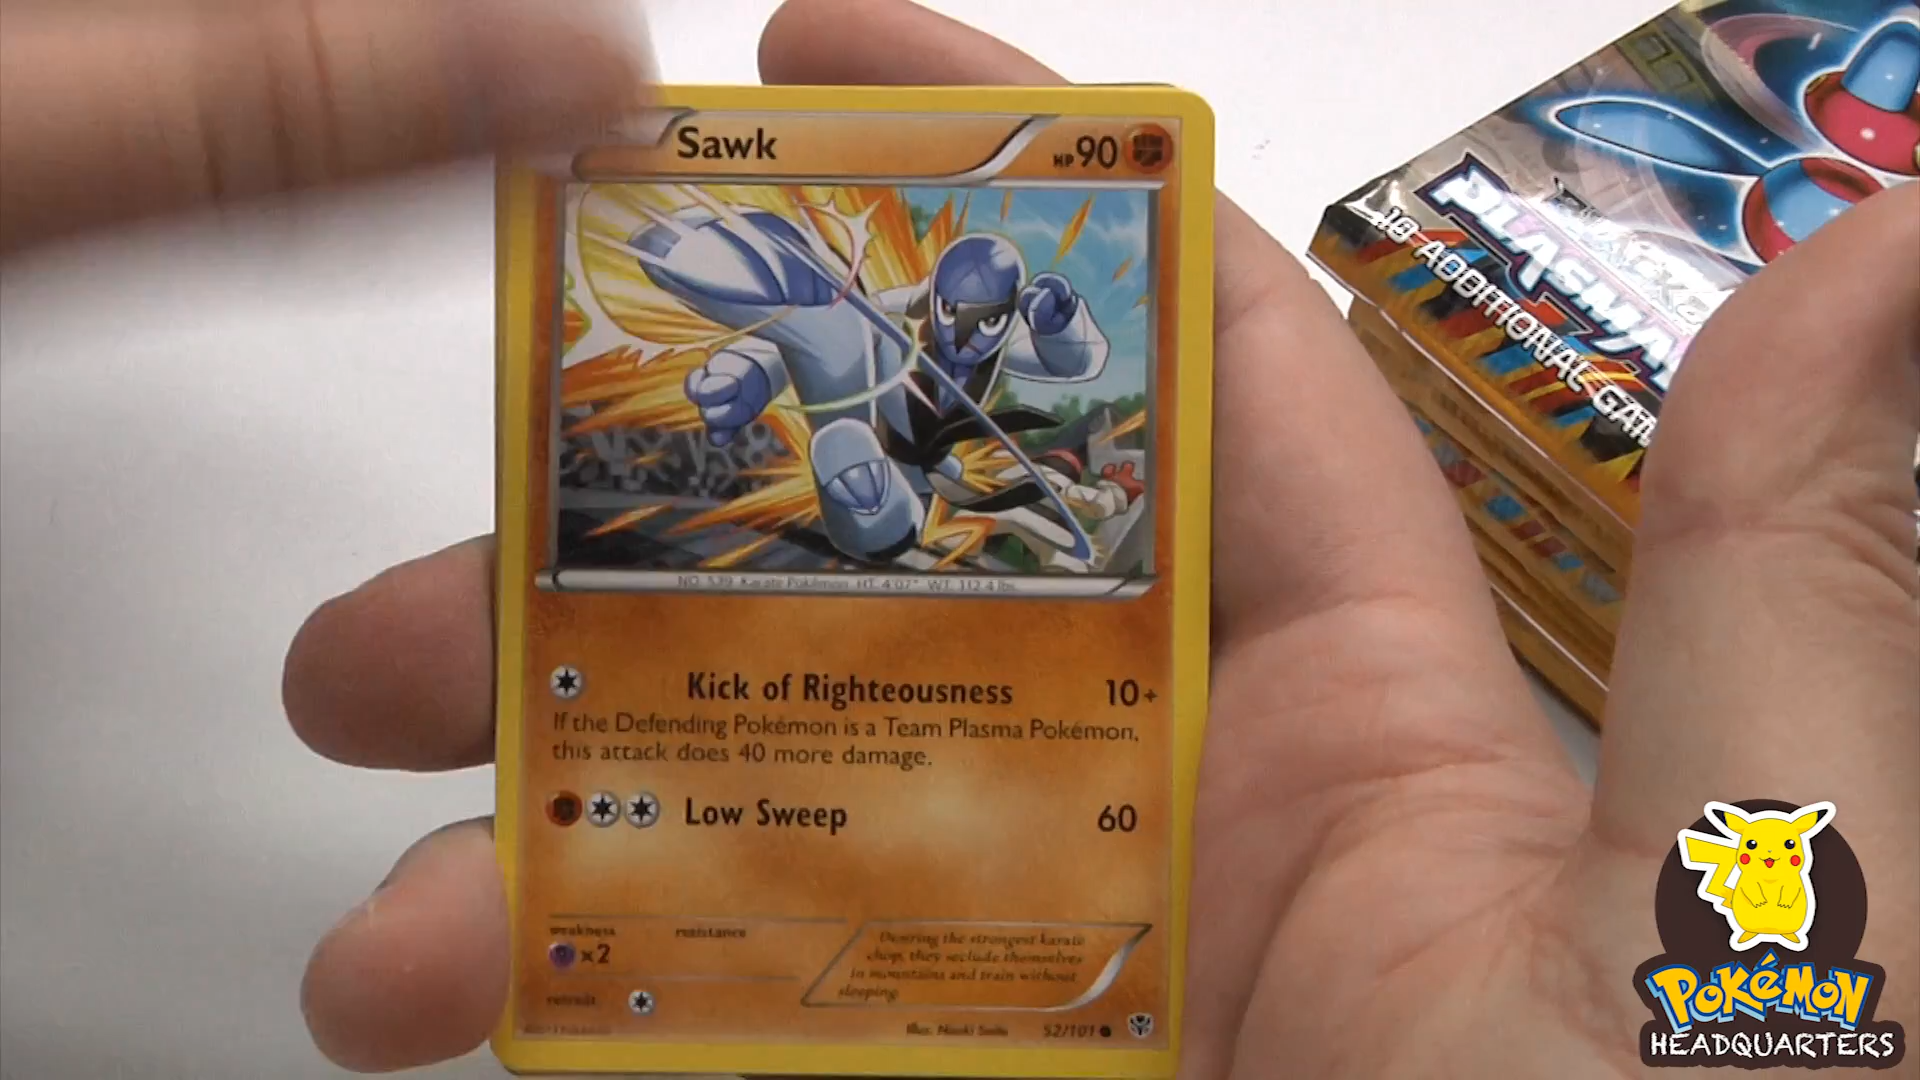 Sawk
HP 90
NO. 539 Karate Pokémon HT: 4'07" WT: 112.4 lbs.
Kick of Righteousness 10+
If the Defending Pokémon is a Team Plasma Pokémon,
this attack does 40 more damage.
Low Sweep 60
weakness
resistance
×2
Desiring the strongest karate
chop, they seclude themselves
in mountains and train without
sleeping.
retreat
Illus. Naoki Saito
52/101
PLASMA
10 ADDITIONAL
POKéMON
HEADQUARTERS